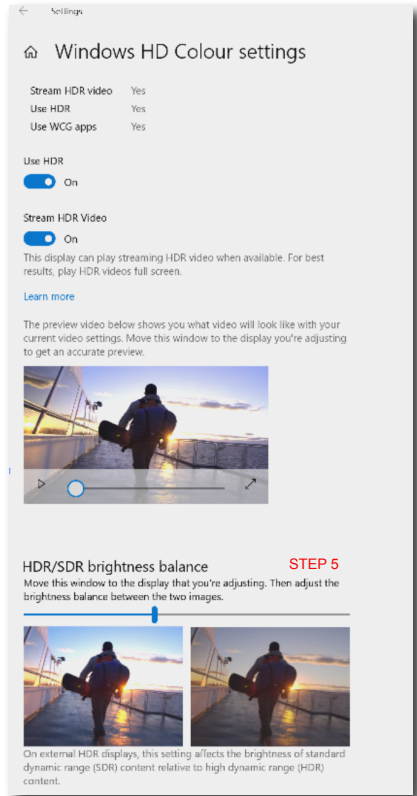 Settings
Windows HD Colour settings
Stream HDR video Yes
Use HDR Yes
Use WCG apps Yes
Use HDR
On
Stream HDR Video
On
This display can play streaming HDR video when available. For best
results, play HDR videos full screen.
Learn more
The preview video below shows you what video will look like with your
current video settings. Move this window to the display you're adjusting
to get an accurate preview.
HDR/SDR brightness balance STEP 5
Move this window to the display that you're adjusting. Then adjust the
brightness balance between the two images.
On external HDR displays, this setting affects the brightness of standard
dynamic range (SDR) content relative to high dynamic range (HDR)
content.